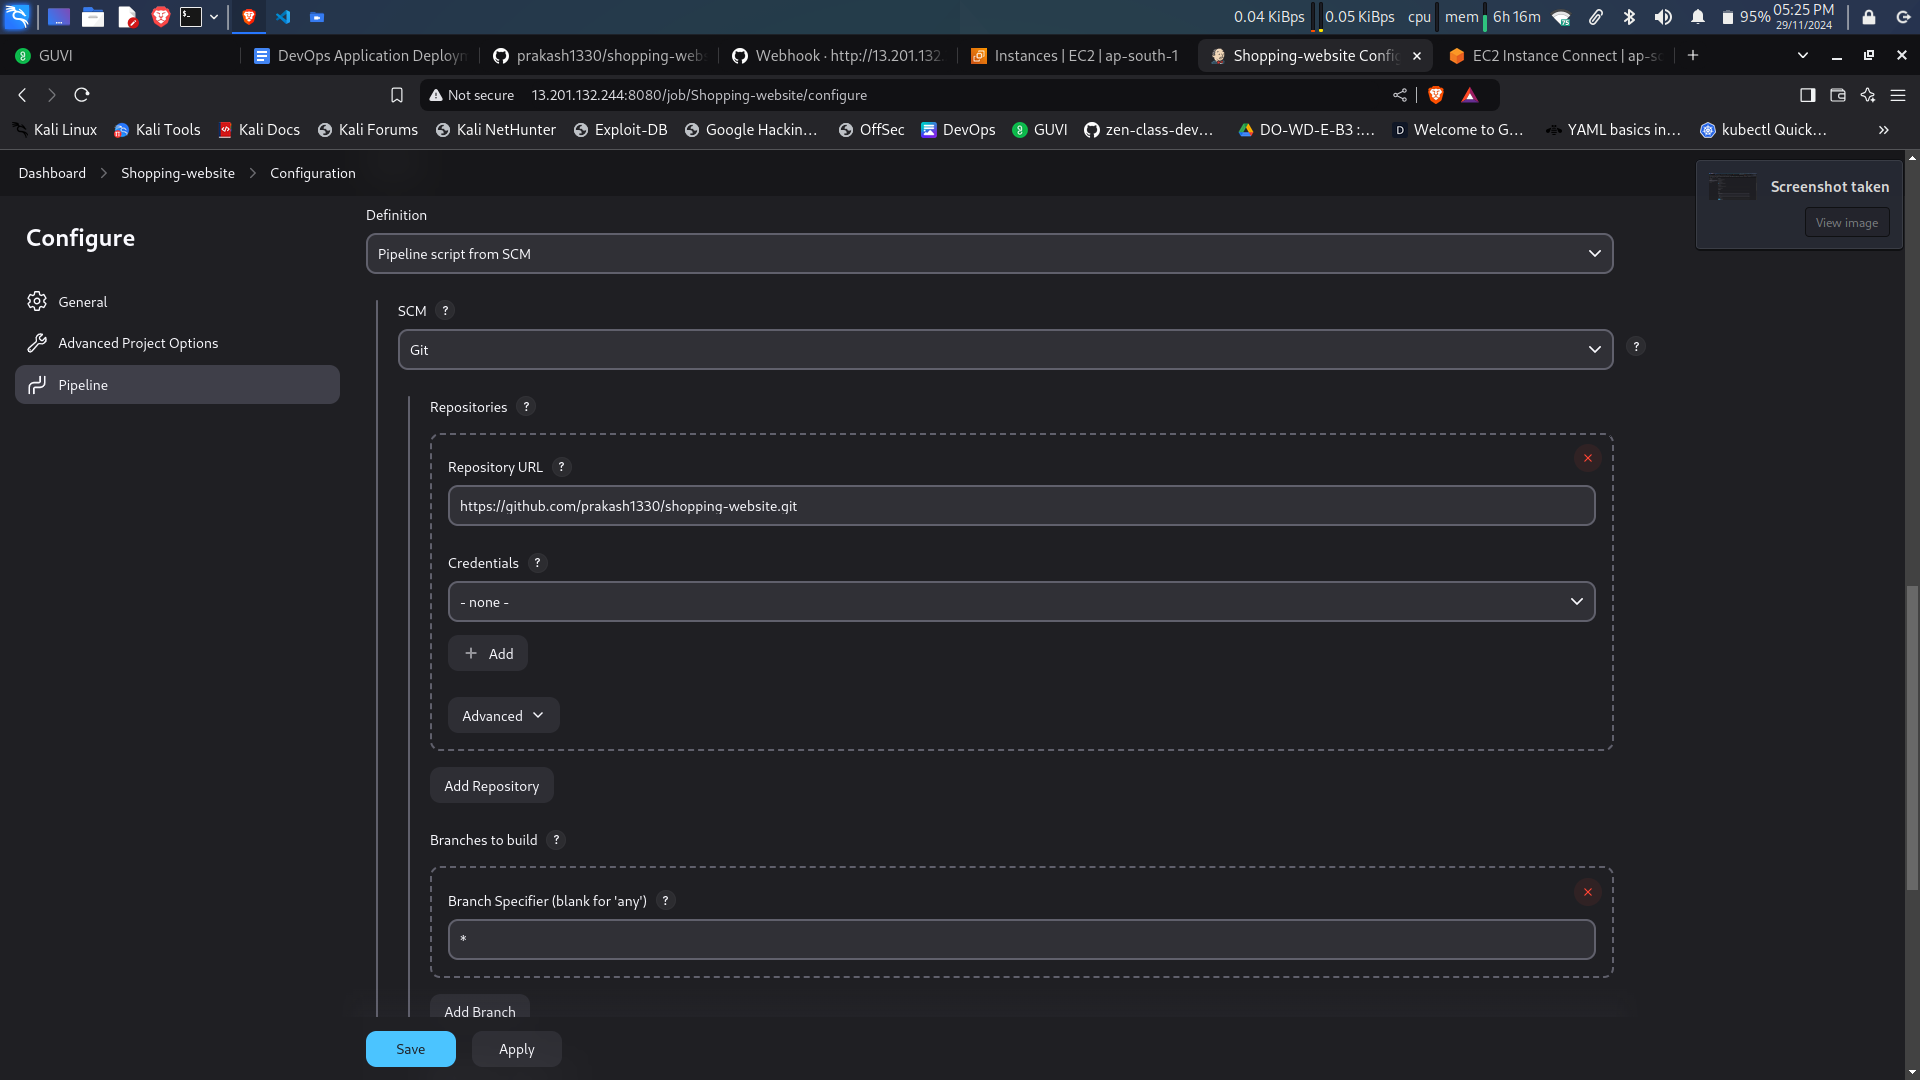 0.04 KiBps 0.05 KiBps cpu mem 6h 16m 95% 05:25 PM
29/11/2024
GUVI DevOps Application Deploym prakash1330/shopping-webs Webhook · http://13.201.132. Instances | EC2 | ap-south-1 Shopping-website Config EC2 Instance Connect | ap-so
Not secure 13.201.132.244:8080/job/Shopping-website/configure
Kali Linux Kali Tools Kali Docs Kali Forums Kali NetHunter Exploit-DB Google Hackin... OffSec DevOps GUVI zen-class-dev... DO-WD-E-B3 :... Welcome to G... YAML basics in... kubectl Quick...
Dashboard > Shopping-website > Configuration
Screenshot taken
View image
Configure
General
Advanced Project Options
Pipeline
Definition
Pipeline script from SCM
SCM ?
Git
?
Repositories ?
Repository URL ?
https://github.com/prakash1330/shopping-website.git
Credentials ?
- none -
+ Add
Advanced
Add Repository
Branches to build ?
Branch Specifier (blank for 'any') ?
*
Add Branch
Save Apply